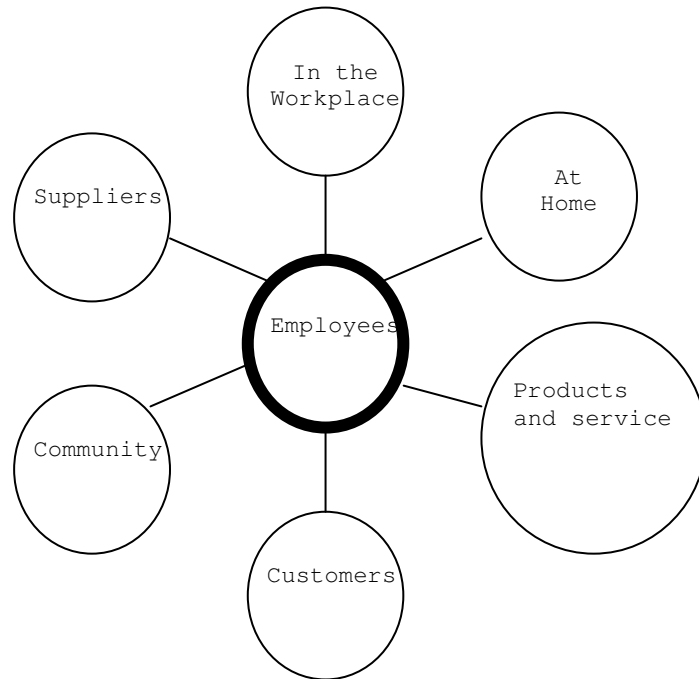 In the
Workplace
Suppliers
At
Home
Employees
Products
and service
Community
Customers